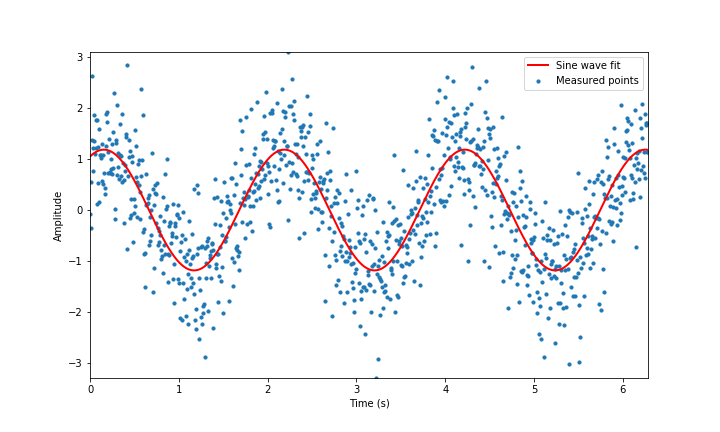 Sine wave fit
Measured points
Amplitude
3
2
1
0
−1
−2
−3
0 1 2 3 4 5 6
Time (s)